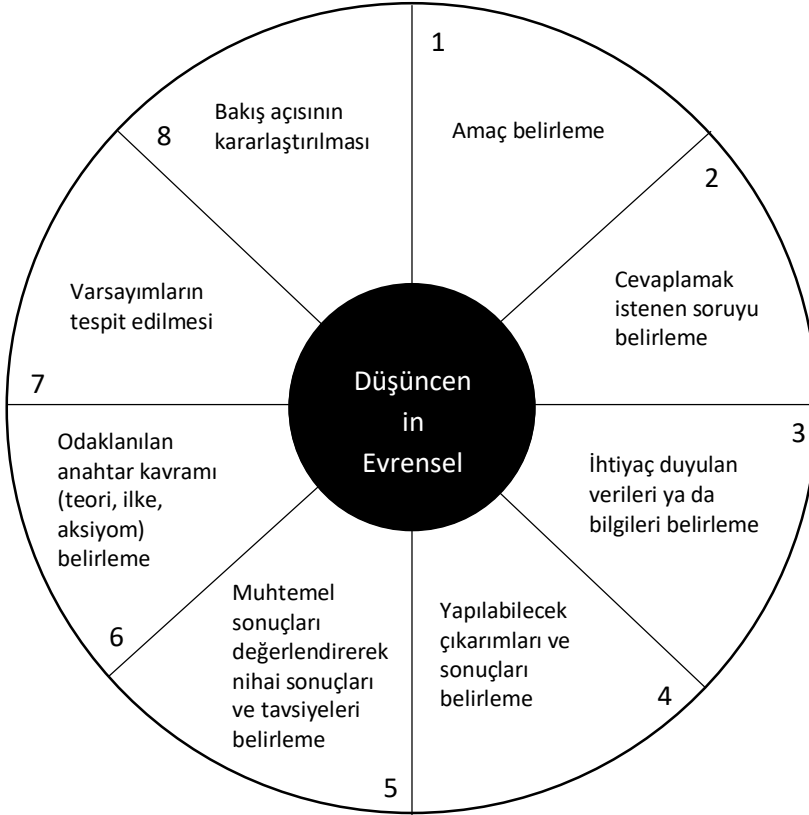 1
Amaç belirleme
2
Cevaplamak
istenen soruyu
belirleme
3
İhtiyaç duyulan
verileri ya da
bilgileri belirleme
4
Yapılabilecek
çıkarımları ve
sonuçları
belirleme
5
Muhtemel
sonuçları
değerlendirerek
nihai sonuçları
ve tavsiyeleri
belirleme
6
Odaklanılan
anahtar kavramı
(teori, ilke,
aksiyom)
belirleme
7
Varsayımların
tespit edilmesi
8
Bakış açısının
kararlaştırılması
Düşüncen
in
Evrensel